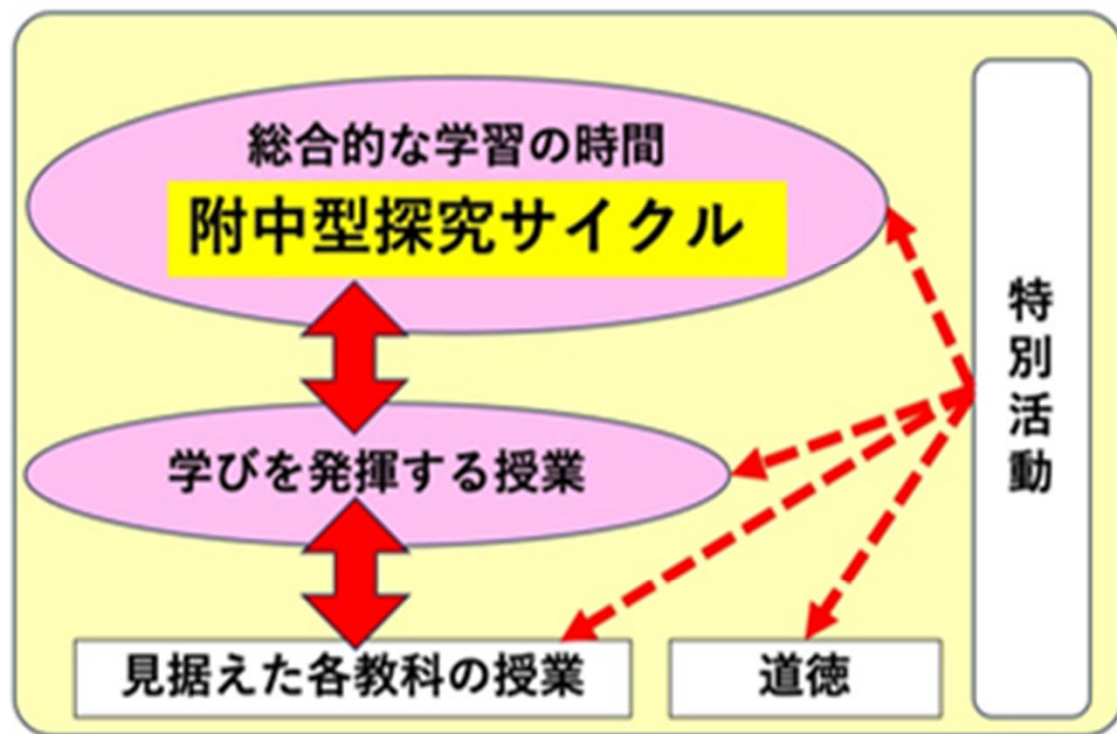 総合的な学習の時間
附中型探究サイクル
学びを発揮する授業
見据えた各教科の授業
道徳
特別活動